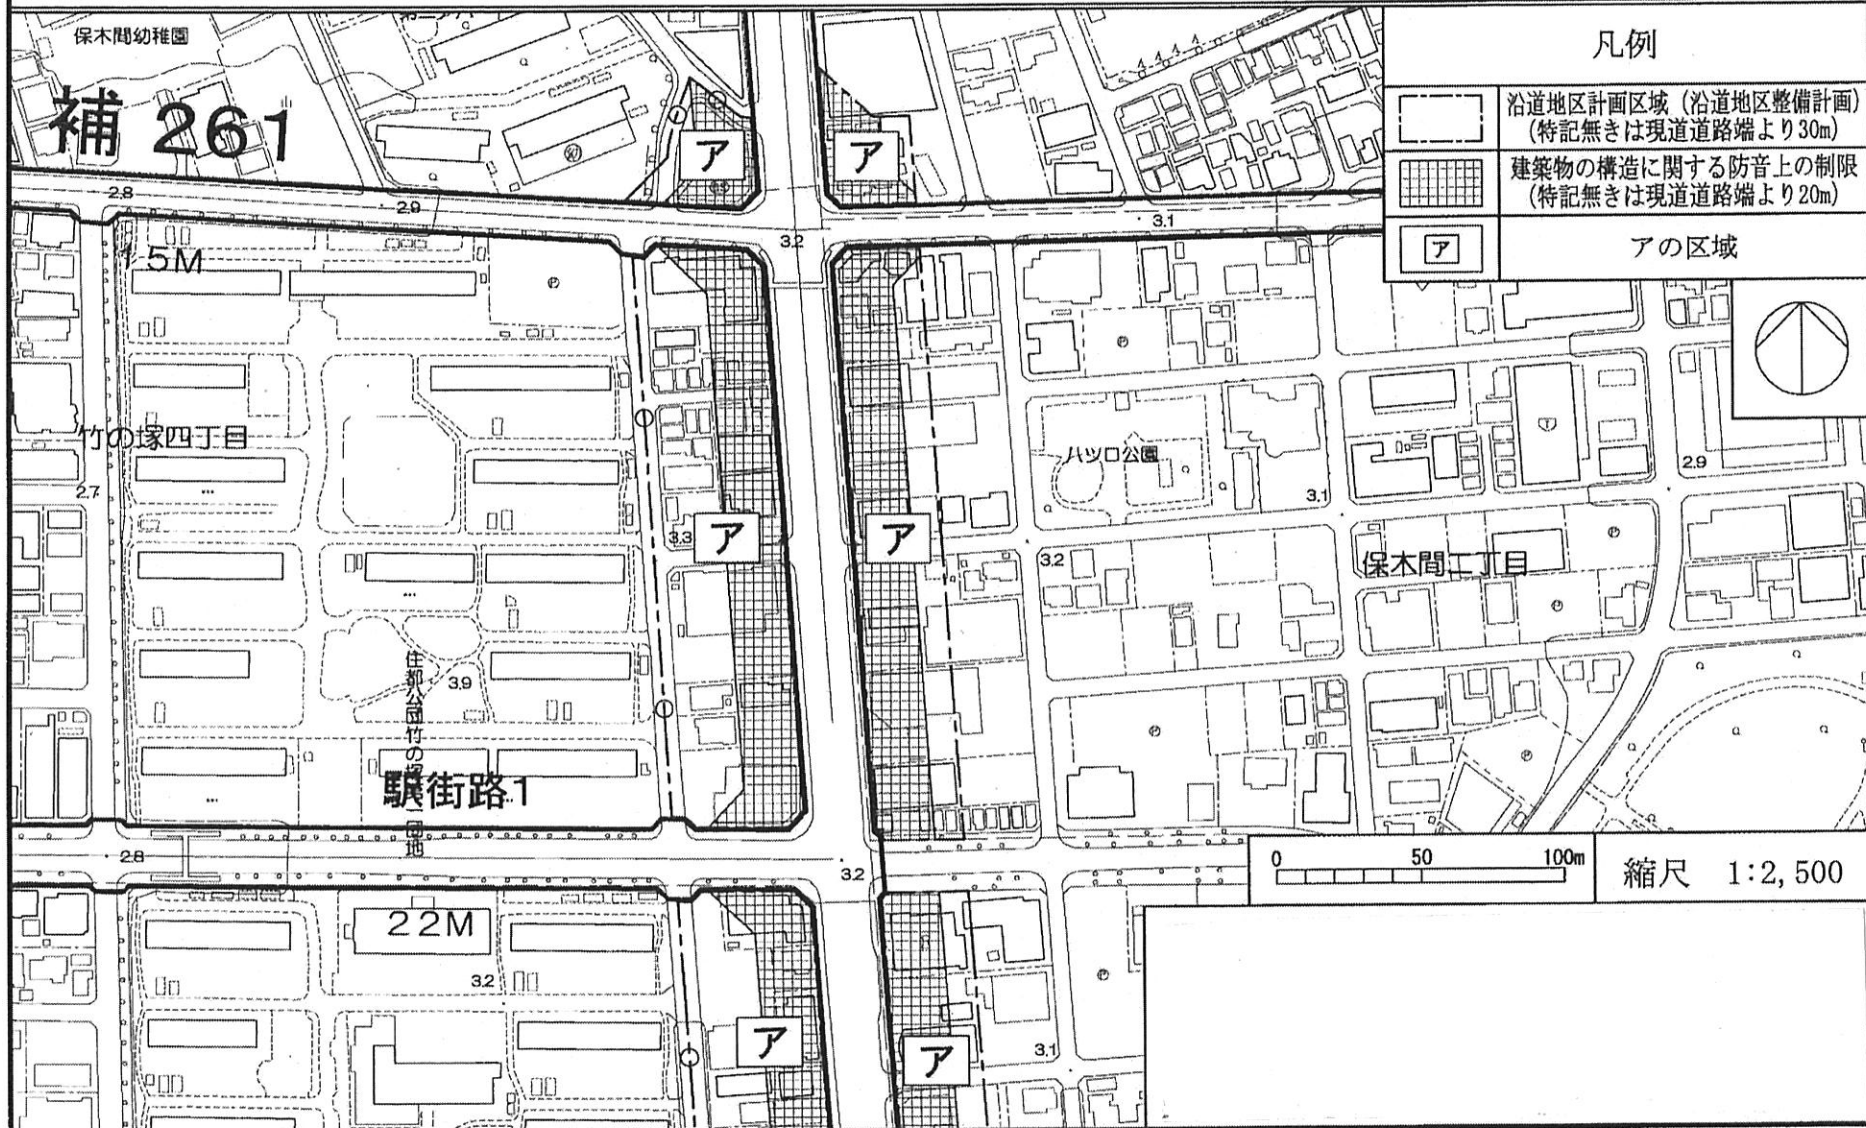 保木間幼稚園
補 261
ア
ア
凡例
沿道地区計画区域（沿道地区整備計画）
（特記無きは現道道路端より30m）
建築物の構造に関する防音上の制限
（特記無きは現道道路端より20m）
ア
アの区域
2.8
2.9
3.2
3.1
15M
竹の塚四丁目
2.7
八ツ口公園
3.1
2.9
3.3
ア
ア
3.2
保木間二丁目
3.9
駅街路1
2.8
3.2
0 50 100m
縮尺 1:2,500
22M
3.2
ア
ア
3.1